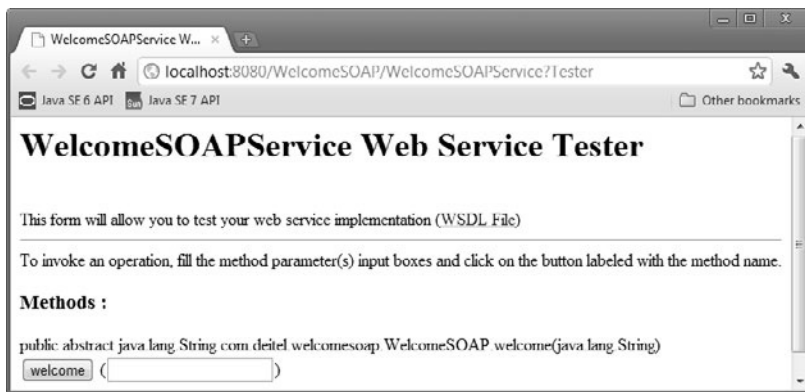 WelcomeSOAPService W...
localhost:8080/WelcomeSOAP/WelcomeSOAPService?Tester
Java SE 6 API Sun Java SE 7 API Other bookmarks
WelcomeSOAPService Web Service Tester
This form will allow you to test your web service implementation (WSDL File)
To invoke an operation, fill the method parameter(s) input boxes and click on the button labeled with the method name.
Methods :
public abstract java.lang.String com.deitel.welcomesoap.WelcomeSOAP.welcome(java.lang.String)
welcome ( )